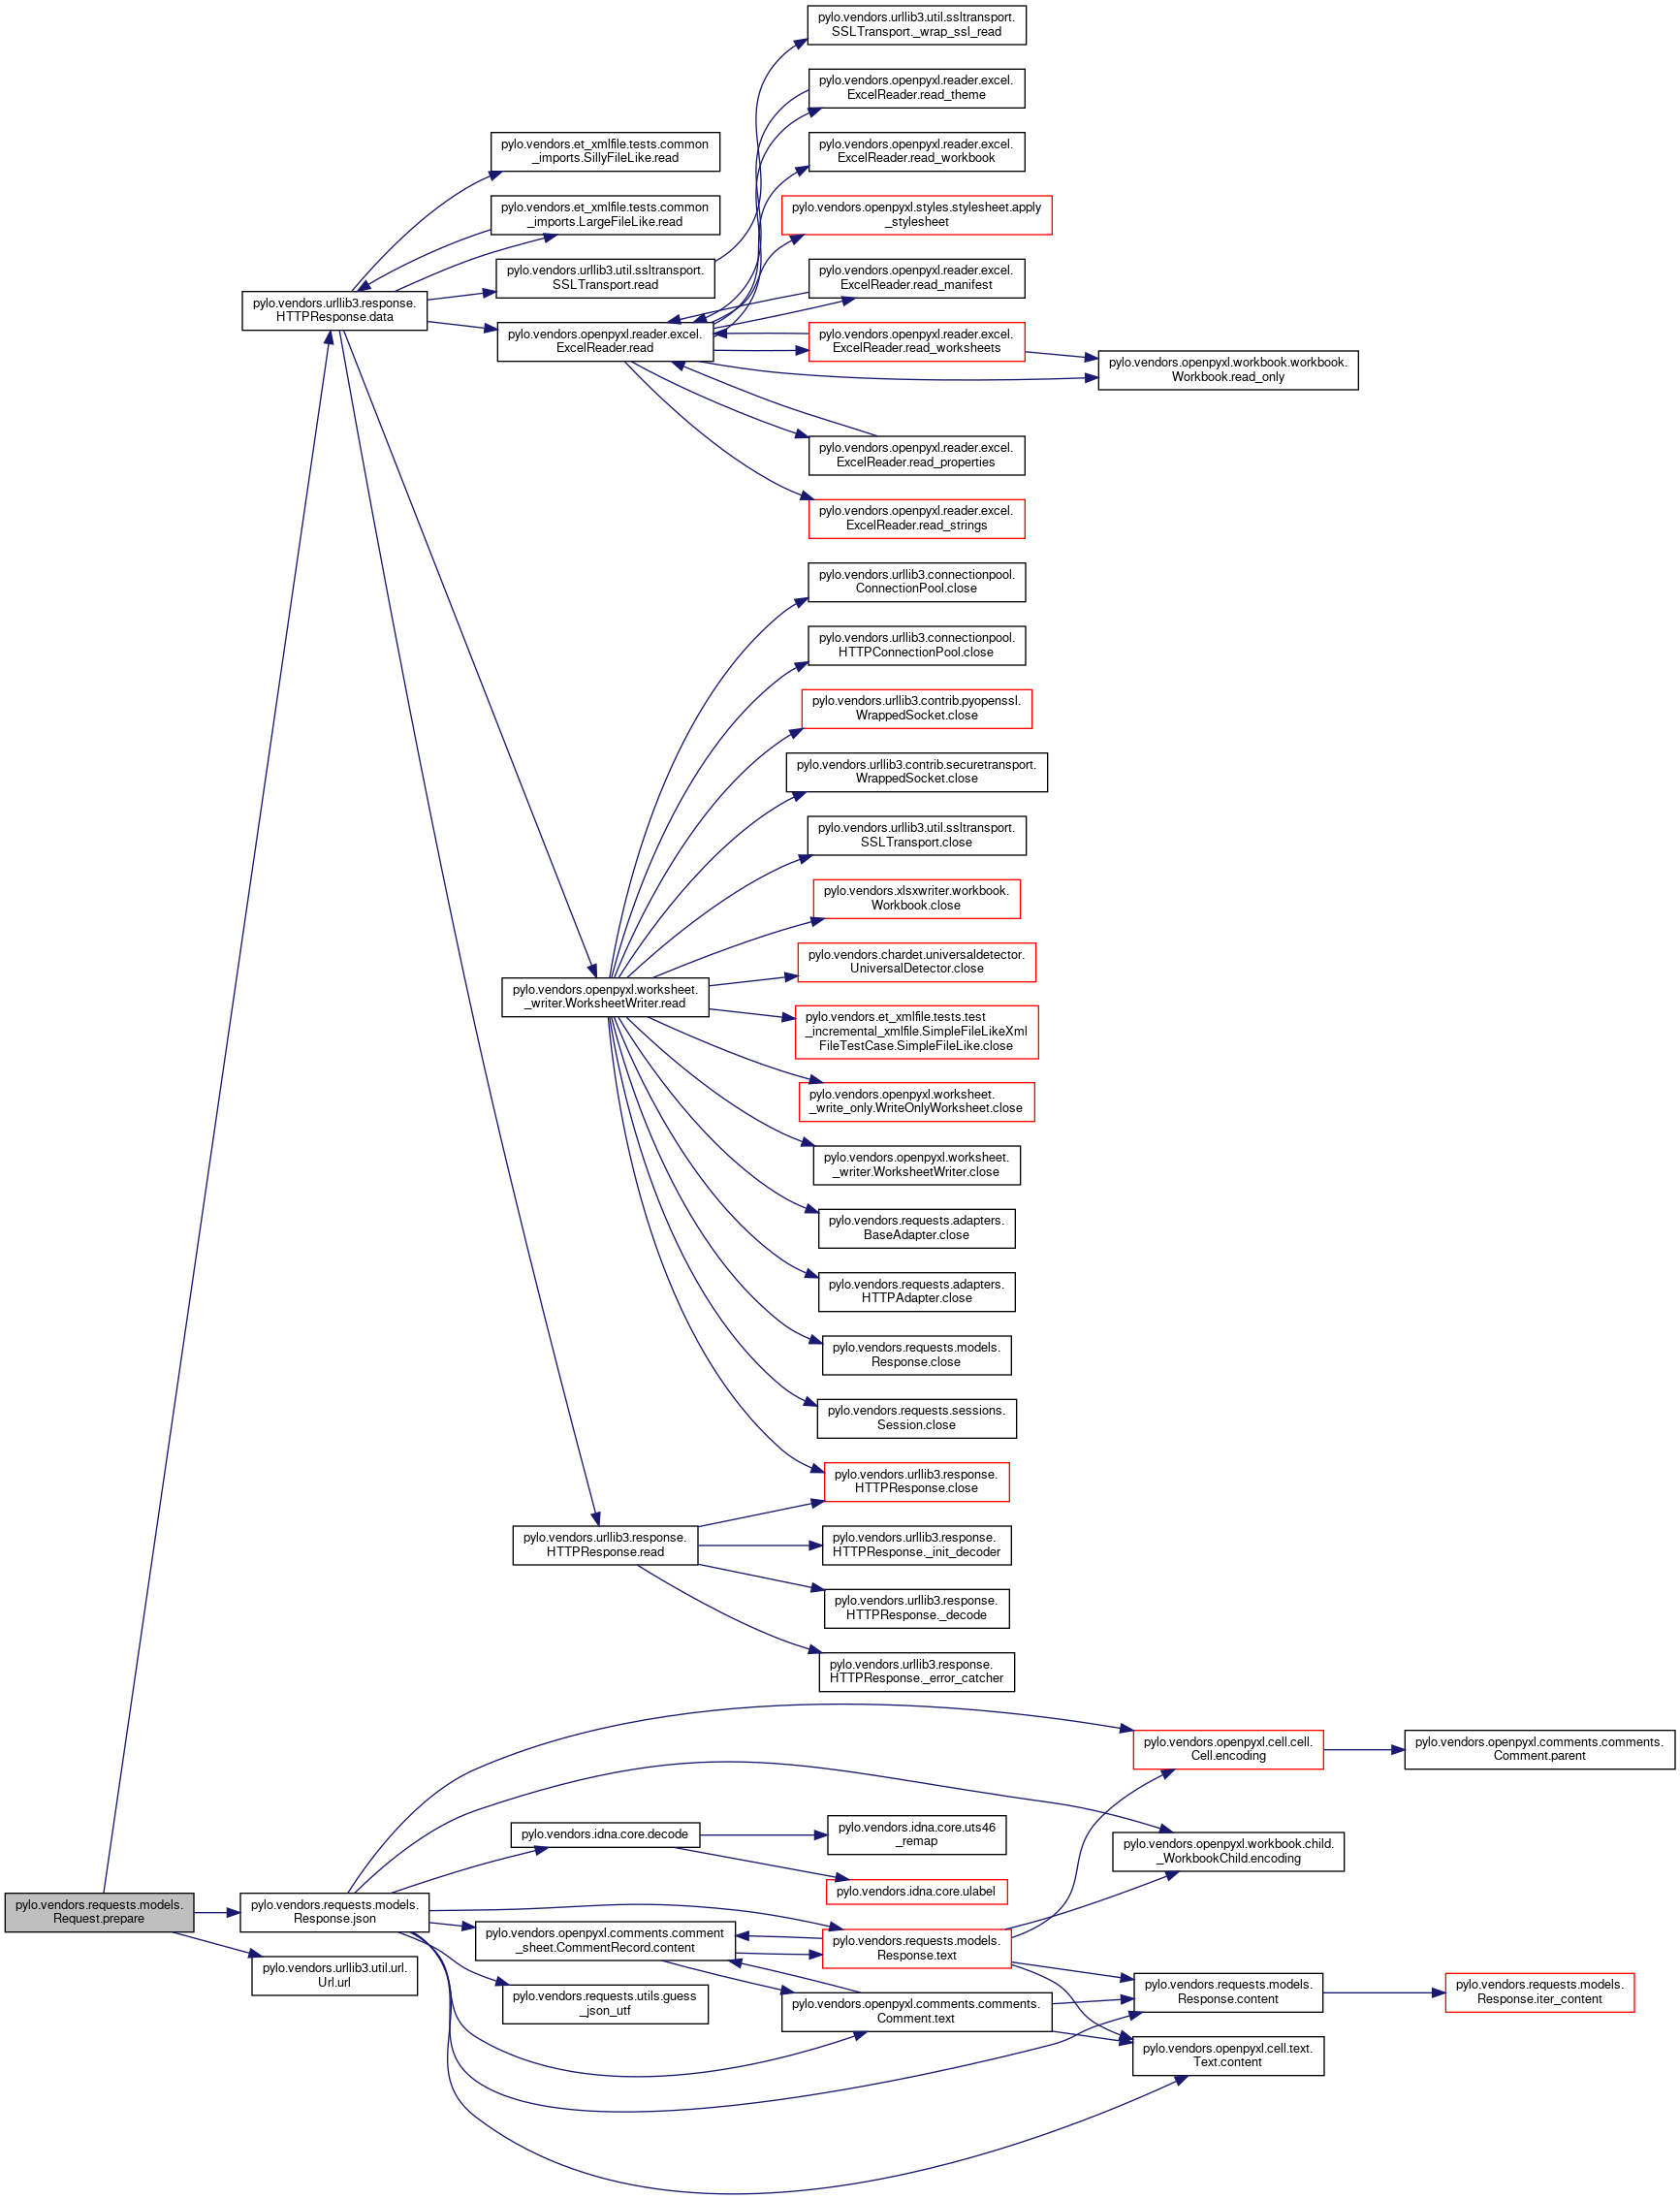 pylo.vendors.urllib3.util.ssltransport.
SSLTransport._wrap_ssl_read
pylo.vendors.openpyxl.reader.excel.
ExcelReader.read_theme
pylo.vendors.et_xmlfile.tests.common
_imports.SillyFileLike.read
pylo.vendors.openpyxl.reader.excel.
ExcelReader.read_workbook
pylo.vendors.et_xmlfile.tests.common
_imports.LargeFileLike.read
pylo.vendors.openpyxl.styles.stylesheet.apply
_stylesheet
pylo.vendors.urllib3.util.ssltransport.
SSLTransport.read
pylo.vendors.openpyxl.reader.excel.
ExcelReader.read_manifest
pylo.vendors.urllib3.response.
HTTPResponse.data
pylo.vendors.openpyxl.reader.excel.
ExcelReader.read
pylo.vendors.openpyxl.reader.excel.
ExcelReader.read_worksheets
pylo.vendors.openpyxl.workbook.workbook.
Workbook.read_only
pylo.vendors.openpyxl.reader.excel.
ExcelReader.read_properties
pylo.vendors.openpyxl.reader.excel.
ExcelReader.read_strings
pylo.vendors.urllib3.connectionpool.
ConnectionPool.close
pylo.vendors.urllib3.connectionpool.
HTTPConnectionPool.close
pylo.vendors.urllib3.contrib.pyopenssl.
WrappedSocket.close
pylo.vendors.urllib3.contrib.securetransport.
WrappedSocket.close
pylo.vendors.urllib3.util.ssltransport.
SSLTransport.close
pylo.vendors.xlsxwriter.workbook.
Workbook.close
pylo.vendors.chardet.universaldetector.
UniversalDetector.close
pylo.vendors.openpyxl.worksheet.
_writer.WorksheetWriter.read
pylo.vendors.et_xmlfile.tests.test
_incremental_xmlfile.SimpleFileLikeXml
FileTestCase.SimpleFileLike.close
pylo.vendors.openpyxl.worksheet.
_write_only.WriteOnlyWorksheet.close
pylo.vendors.openpyxl.worksheet.
_writer.WorksheetWriter.close
pylo.vendors.requests.adapters.
BaseAdapter.close
pylo.vendors.requests.adapters.
HTTPAdapter.close
pylo.vendors.requests.models.
Response.close
pylo.vendors.requests.sessions.
Session.close
pylo.vendors.urllib3.response.
HTTPResponse.close
pylo.vendors.urllib3.response.
HTTPResponse.read
pylo.vendors.urllib3.response.
HTTPResponse._init_decoder
pylo.vendors.urllib3.response.
HTTPResponse._decode
pylo.vendors.urllib3.response.
HTTPResponse._error_catcher
pylo.vendors.openpyxl.cell.cell.
Cell.encoding
pylo.vendors.openpyxl.comments.comments.
Comment.parent
pylo.vendors.idna.core.decode
pylo.vendors.idna.core.uts46
_remap
pylo.vendors.openpyxl.workbook.child.
_WorkbookChild.encoding
pylo.vendors.idna.core.ulabel
pylo.vendors.requests.models.
Request.prepare
pylo.vendors.requests.models.
Response.json
pylo.vendors.openpyxl.comments.comment
_sheet.CommentRecord.content
pylo.vendors.requests.models.
Response.text
pylo.vendors.urllib3.util.url.
Url.url
pylo.vendors.requests.utils.guess
_json_utf
pylo.vendors.openpyxl.comments.comments.
Comment.text
pylo.vendors.requests.models.
Response.content
pylo.vendors.requests.models.
Response.iter_content
pylo.vendors.openpyxl.cell.text.
Text.content